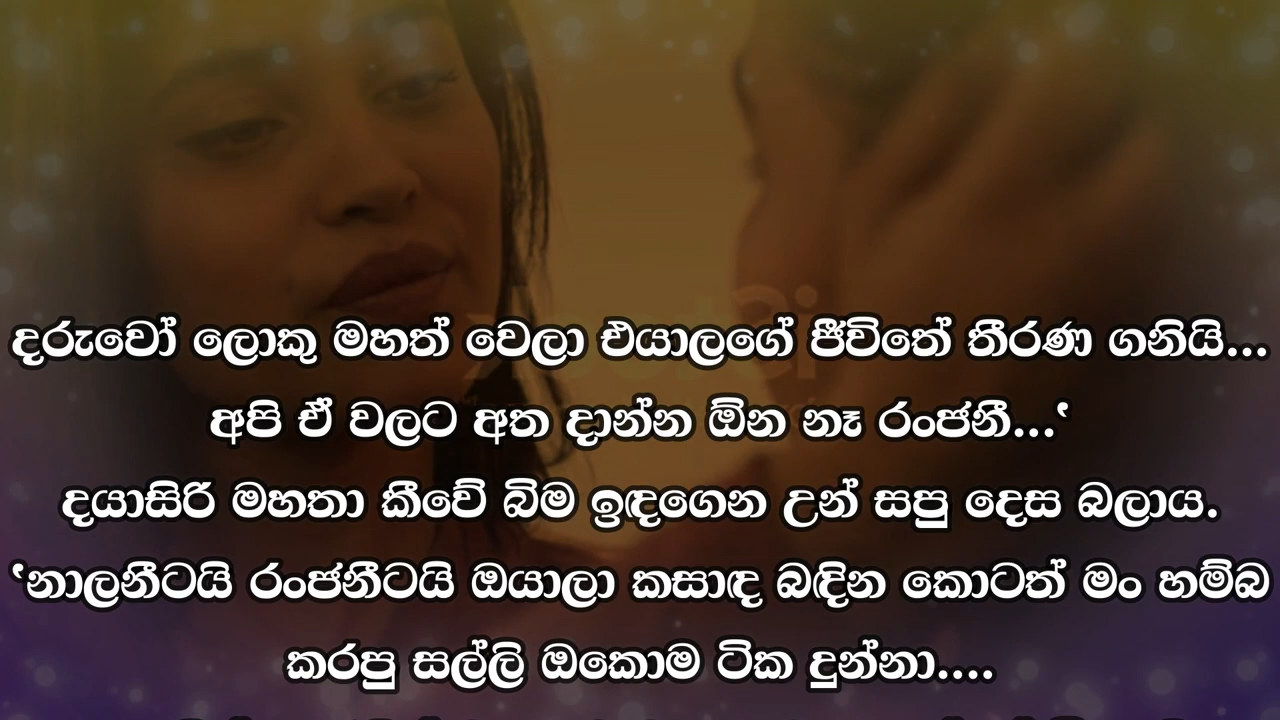 දරුවෝ ලොකු මහත් වෙලා එයාලගේ ජීවිතේ තීරණ ගනියි...
අපි ඒ වලට අත දාන්න ඕන නෑ රංජනී...‛
දයාසිරි මහතා කීවේ බිම ඉඳගෙන උන් සපු දෙස බලාය.
‛නාලනීටයි රංජනීටයි ඔයාලා කසාඳ බඳින කොටත් මං හම්බ
කරපු සල්ලි ඔකොම ටික දුන්නා....